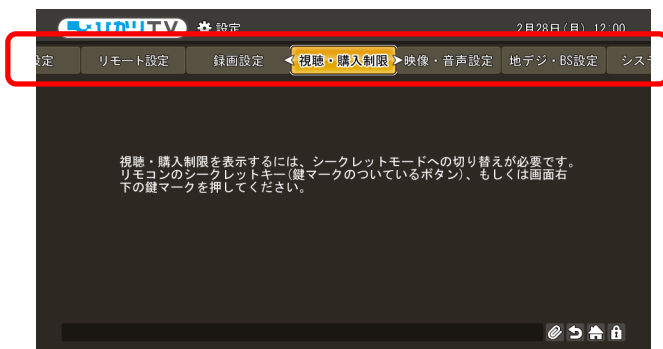 ひかりTV 設定 2月28日(月) 12:00
設定 リモート設定 録画設定 視聴・購入制限 映像・音声設定 地デジ・BS設定 システ
視聴・購入制限を表示するには、シークレットモードへの切り替えが必要です。
リモコンのシークレットキー(鍵マークのついているボタン)、もしくは画面右
下の鍵マークを押してください。